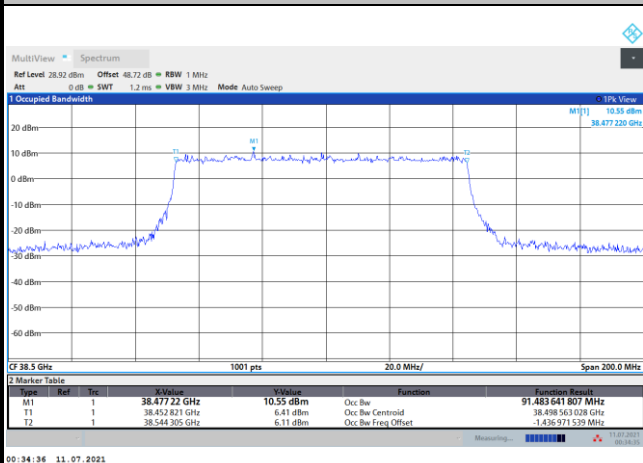 MultiView Spectrum
Ref Level 28.92 dBm Offset 48.72 dB RBW 1 MHz
Att 0 dB SWT 1.2 ms VBW 3 MHz Mode Auto Sweep
1 Occupied Bandwidth 1Pk View
M1[1] 10.55 dBm
38.477 220 GHz
20 dBm
M1
10 dBm
T1
T2
0 dBm
-10 dBm
-20 dBm
-30 dBm
-40 dBm
-50 dBm
-60 dBm
CF 38.5 GHz 1001 pts 20.0 MHz/ Span 200.0 MHz
2 Marker Table
Type Ref Trc X-Value Y-Value Function Function Result
M1 1 38.477 22 GHz 10.55 dBm Occ Bw 91.483 641 807 MHz
T1 1 38.452 821 GHz 6.41 dBm Occ Bw Centroid 38.498 563 028 GHz
T2 1 38.544 305 GHz 6.11 dBm Occ Bw Freq Offset -1.436 971 539 MHz
Measuring... 11.07.2021
00:34:35
00:34:36 11.07.2021